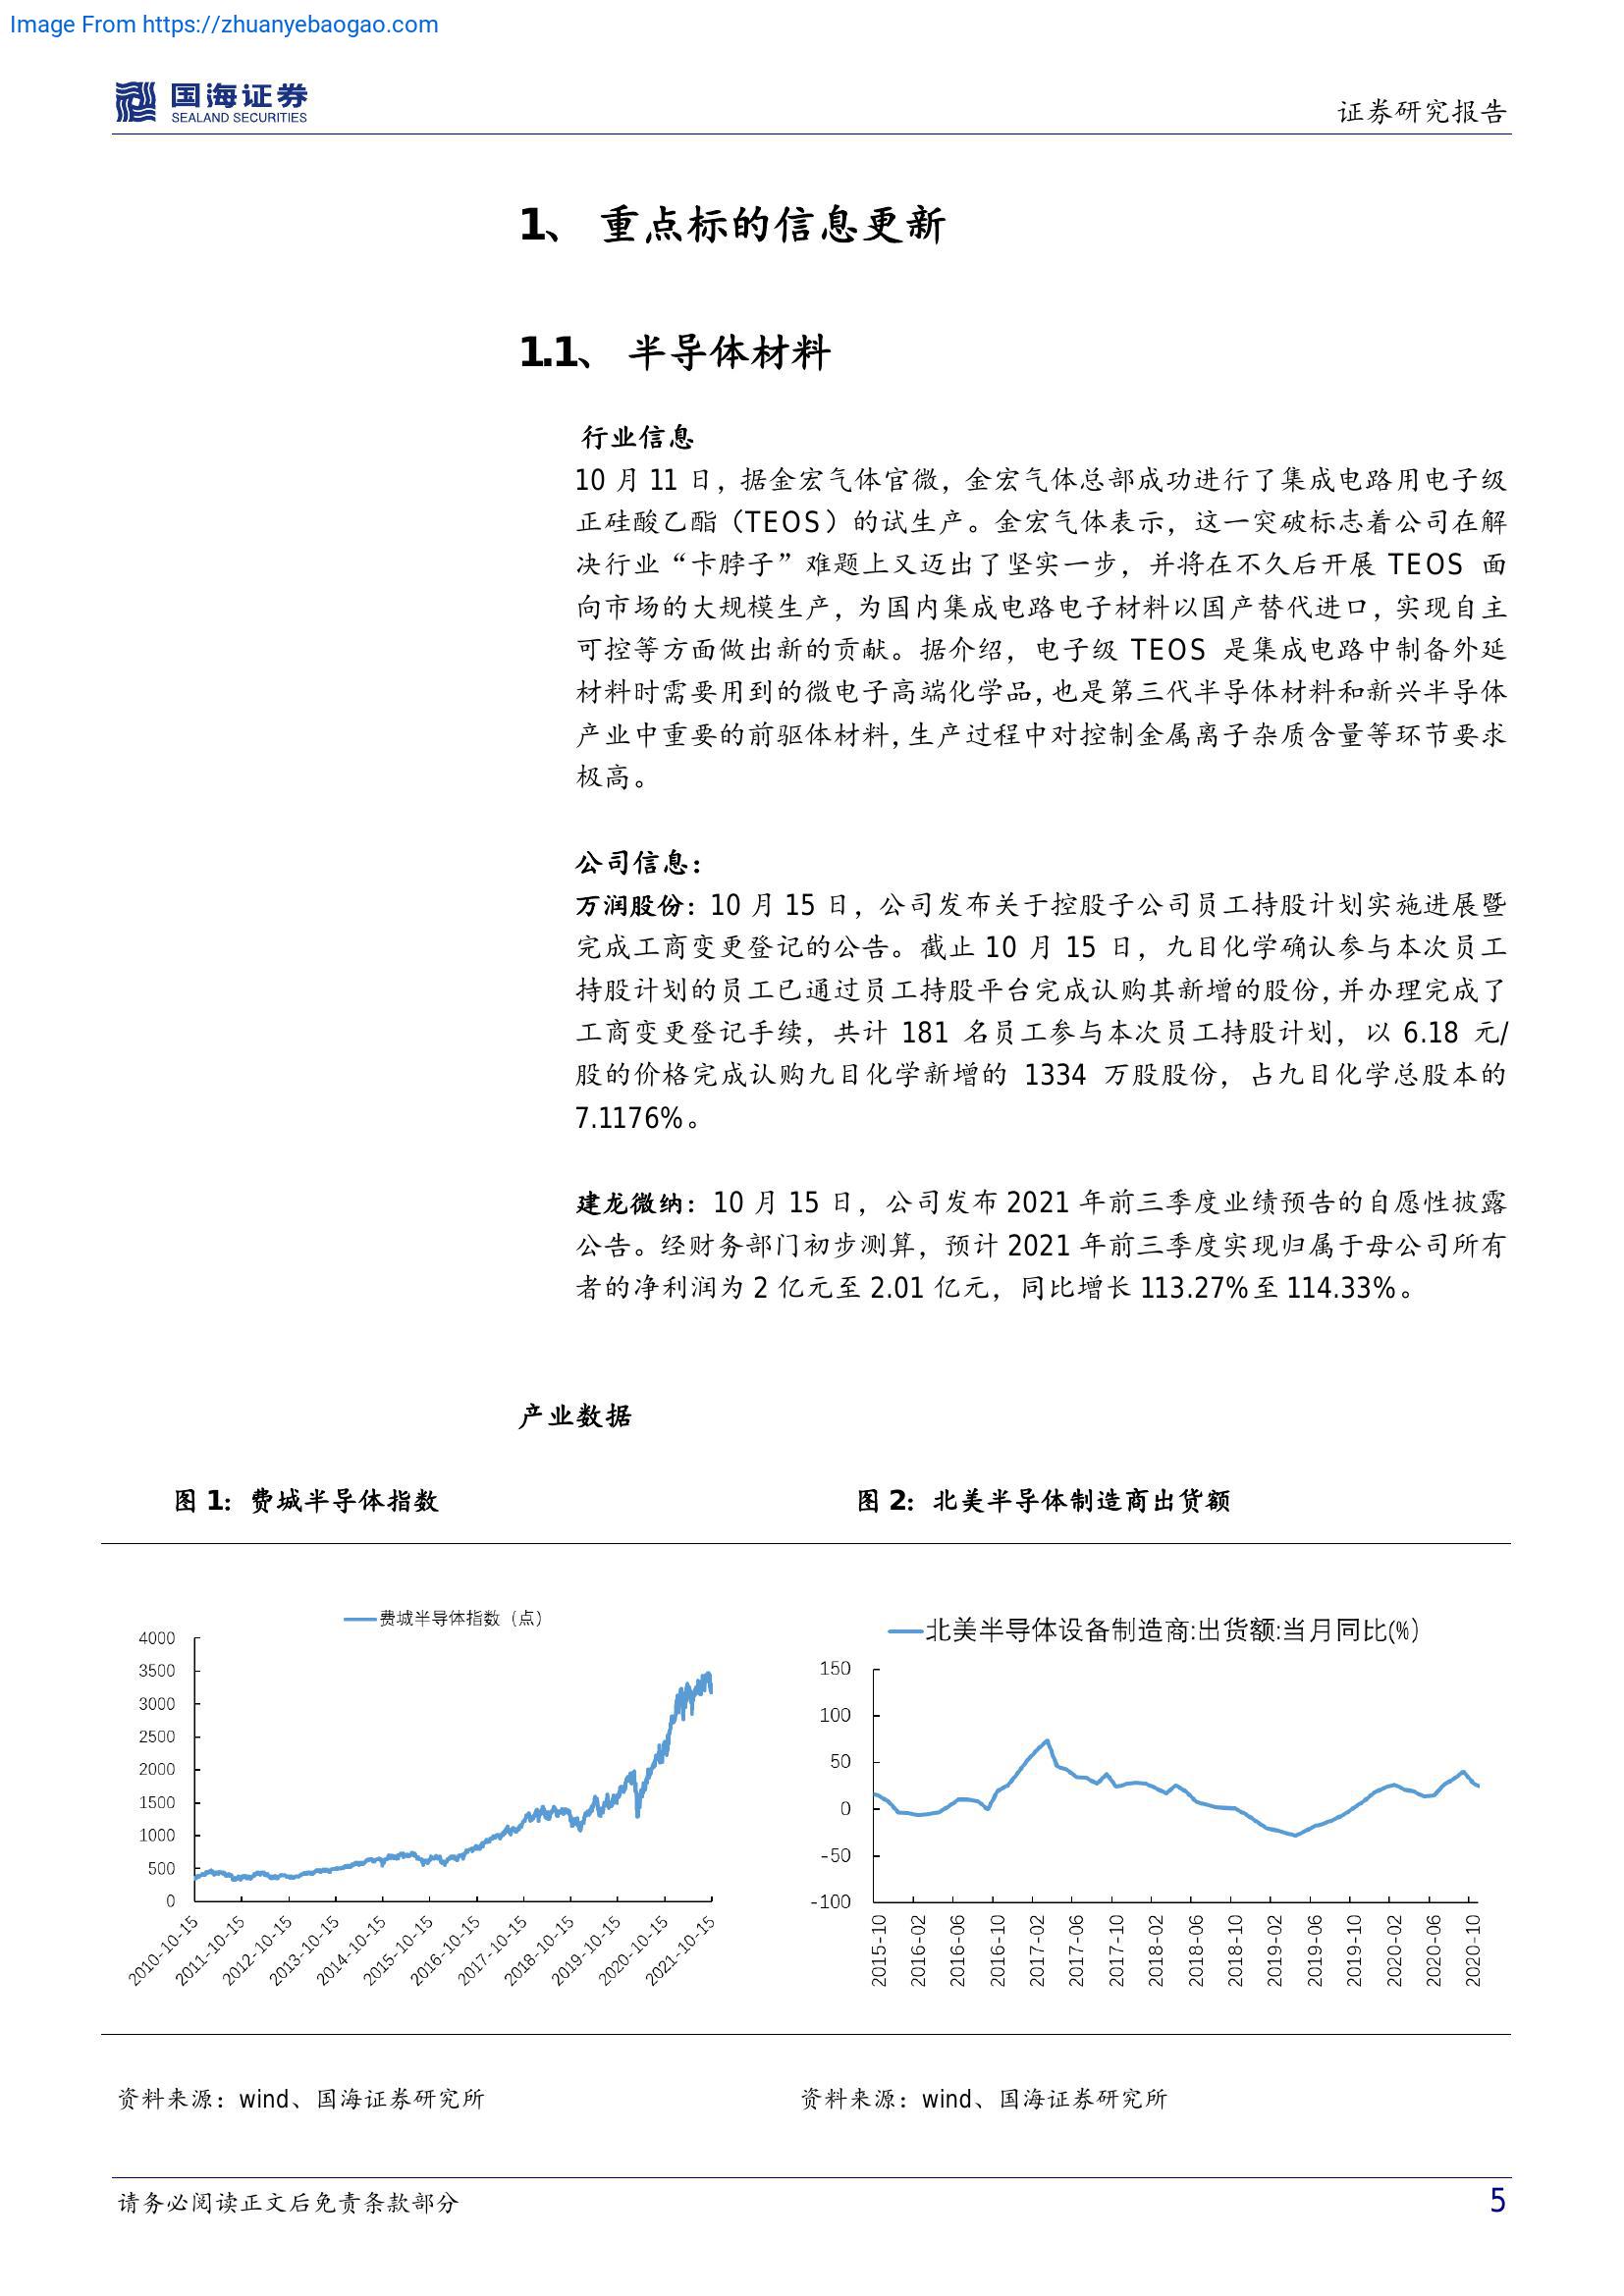 Image From https://zhuanyebaogao.com
国海证券
SEALAND SECURITIES
证券研究报告
1、 重点标的信息更新
1.1、 半导体材料
行业信息
10 月 11 日，据金宏气体官微，金宏气体总部成功进行了集成电路用电子级
正硅酸乙酯（TEOS）的试生产。金宏气体表示，这一突破标志着公司在解
决行业“卡脖子”难题上又迈出了坚实一步，并将在不久后开展 TEOS 面
向市场的大规模生产，为国内集成电路电子材料以国产替代进口，实现自主
可控等方面做出新的贡献。据介绍，电子级 TEOS 是集成电路中制备外延
材料时需要用到的微电子高端化学品，也是第三代半导体材料和新兴半导体
产业中重要的前驱体材料，生产过程中对控制金属离子杂质含量等环节要求
极高。
公司信息：
万润股份：10 月 15 日，公司发布关于控股子公司员工持股计划实施进展暨
完成工商变更登记的公告。截止 10 月 15 日，九目化学确认参与本次员工
持股计划的员工已通过员工持股平台完成认购其新增的股份，并办理完成了
工商变更登记手续，共计 181 名员工参与本次员工持股计划，以 6.18 元/
股的价格完成认购九目化学新增的 1334 万股股份，占九目化学总股本的
7.1176%。
建龙微纳：10 月 15 日，公司发布 2021 年前三季度业绩预告的自愿性披露
公告。经财务部门初步测算，预计 2021 年前三季度实现归属于母公司所有
者的净利润为 2 亿元至 2.01 亿元，同比增长 113.27%至 114.33%。
产业数据
图 1：费城半导体指数
费城半导体指数（点）
4000
3500
3000
2500
2000
1500
1000
500
0
2010-10-15
2011-10-15
2012-10-15
2013-10-15
2014-10-15
2015-10-15
2016-10-15
2017-10-15
2018-10-15
2019-10-15
2020-10-15
2021-10-15
资料来源：wind、国海证券研究所
图 2：北美半导体制造商出货额
北美半导体设备制造商:出货额:当月同比(%)
150
100
50
0
-50
-100
2015-10
2016-02
2016-06
2016-10
2017-02
2017-06
2017-10
2018-02
2018-06
2018-10
2019-02
2019-06
2019-10
2020-02
2020-06
2020-10
资料来源：wind、国海证券研究所
请务必阅读正文后免责条款部分
5